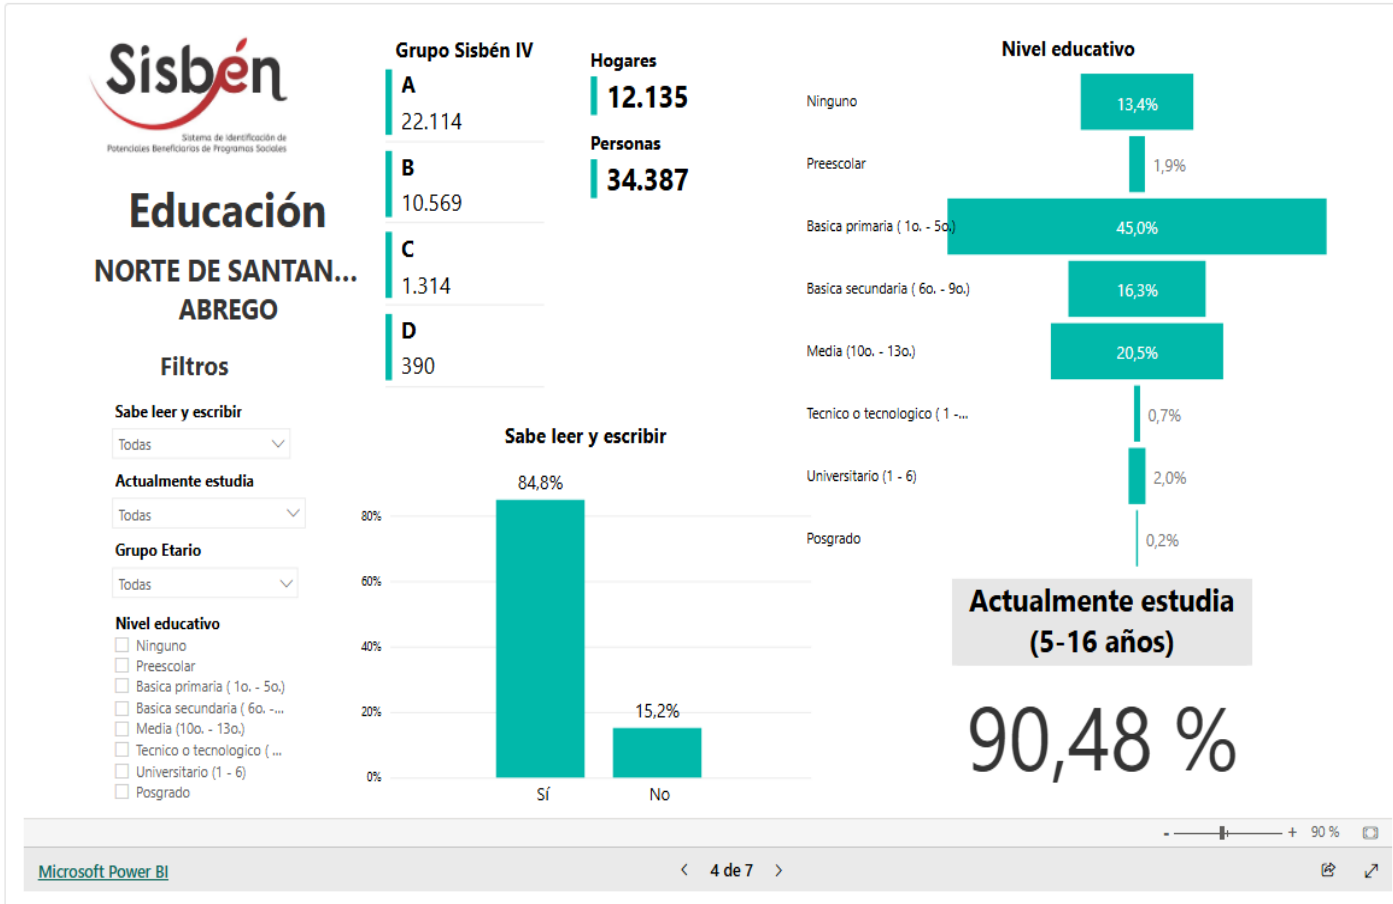 Sisbén
Sistema de Identificación de
Potenciales Beneficiarios de Programas Sociales
Educación
NORTE DE SANTAN...
ABREGO
Filtros
Sabe leer y escribir
Todas
Actualmente estudia
Todas
Grupo Etario
Todas
Nivel educativo
Ninguno
Preescolar
Basica primaria ( 1o. - 5o.)
Basica secundaria ( 6o. -...
Media (10o. - 13o.)
Tecnico o tecnologico ( ...
Universitario (1 - 6)
Posgrado
Grupo Sisbén IV
A
22.114
B
10.569
C
1.314
D
390
Hogares
12.135
Personas
34.387
Sabe leer y escribir
84,8%
80%
60%
40%
20%
15,2%
0%
Sí No
Nivel educativo
Ninguno 13,4%
Preescolar 1,9%
Basica primaria ( 1o. - 5o.) 45,0%
Basica secundaria ( 6o. - 9o.) 16,3%
Media (10o. - 13o.) 20,5%
Tecnico o tecnologico ( 1 -... 0,7%
Universitario (1 - 6) 2,0%
Posgrado 0,2%
Actualmente estudia
(5-16 años)
90,48 %
- + 90 %
Microsoft Power BI
< 4 de 7 >